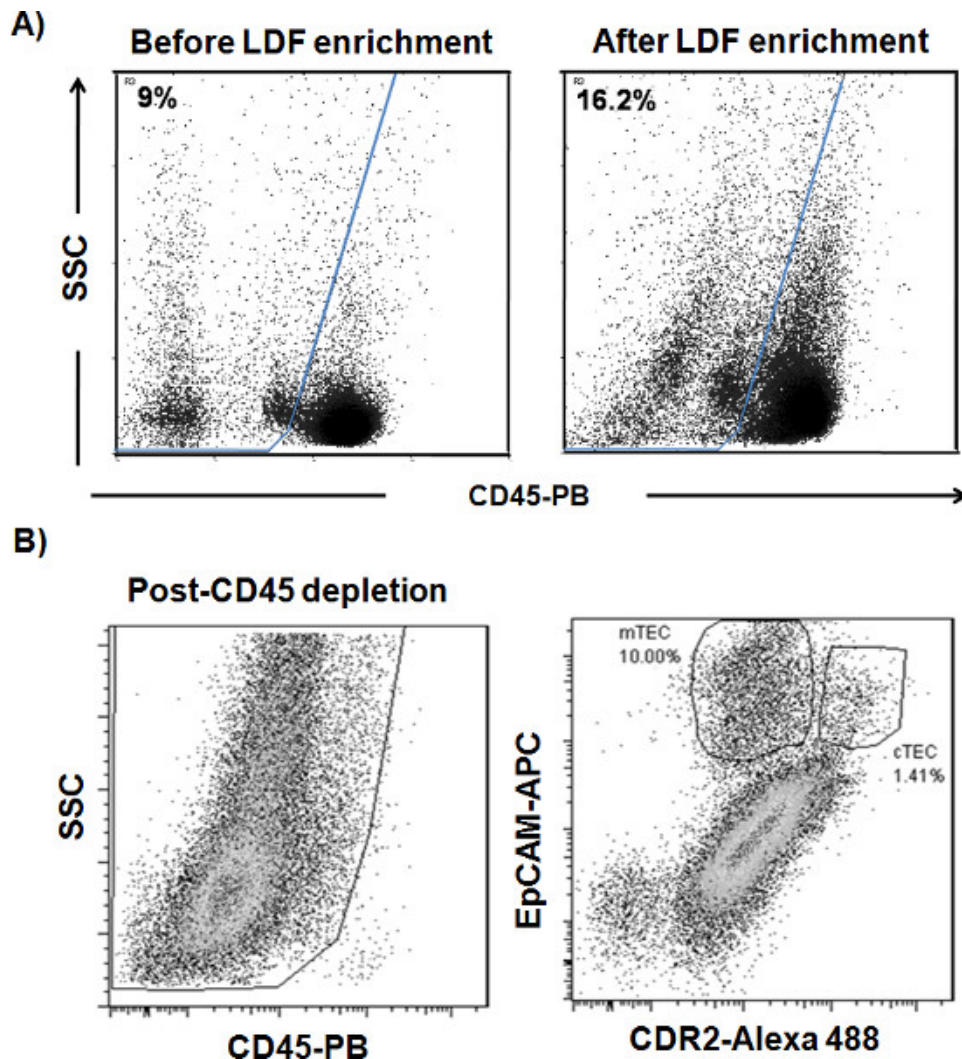 A)
Before LDF enrichment
After LDF enrichment
9%
16.2%
SSC
CD45-PB
B)
Post-CD45 depletion
mTEC
10.00%
cTEC
1.41%
SSC
EpCAM-APC
CD45-PB
CDR2-Alexa 488